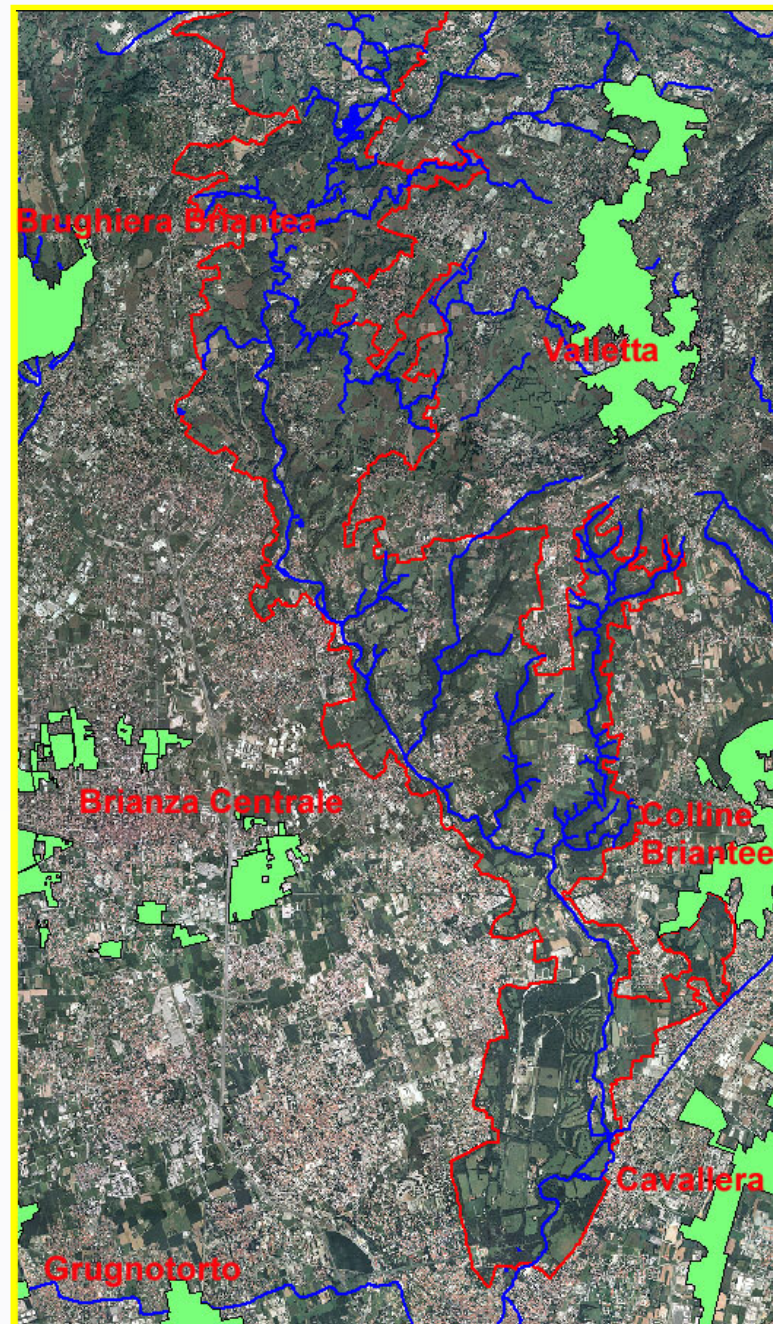 Brughiera Briantea
Valletta
Brianza Centrale
Colline
Briantee
Cavallera
Grugnotorto